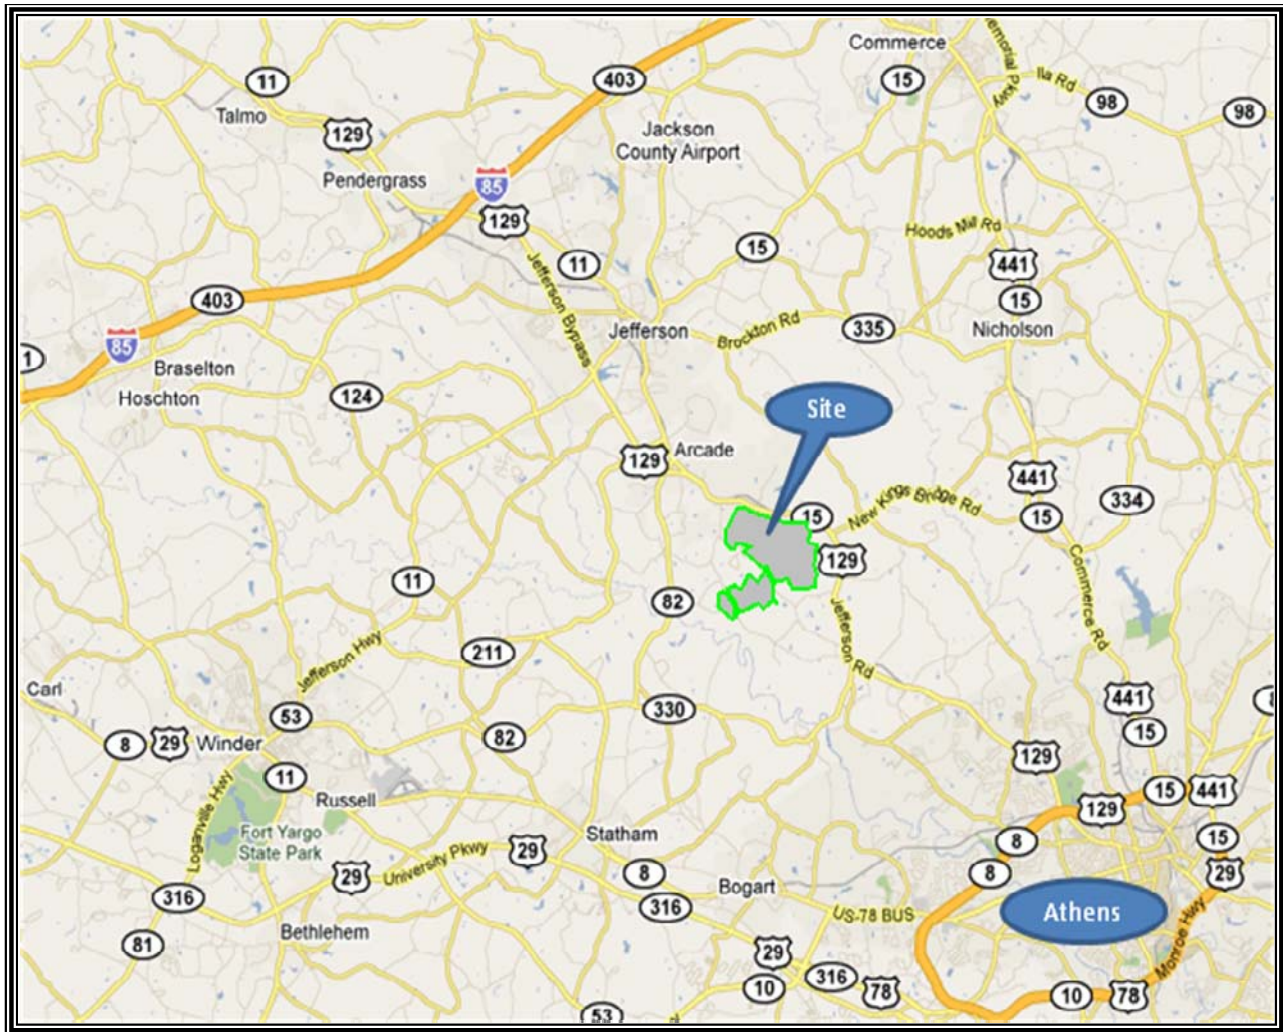 Commerce
Memorial Pkwy
Ila Rd
11
403
15
98
98
Talmo
129
Jackson
County Airport
Pendergrass
85
129
Hoods Mill Rd
15
11
441
Jefferson Bypass
403
15
Jefferson
Brockton Rd
335
Nicholson
85
1
Braselton
Hoschton
124
Site
Arcade
129
441
334
15
New Kings Bridge Rd
15
129
Commerce Rd
11
82
Jefferson Rd
Jefferson Hwy
211
Carl
441
53
330
15
8
29
Winder
82
129
11
15
441
Russell
129
Loganville Hwy
Fort Yargo
State Park
Statham
8
15
University Pkwy
29
29
8
8
29
Bogart
316
316
US-78 BUS
Athens
Bethlehem
81
Monroe Hwy
29
10
316
78
10
78
53